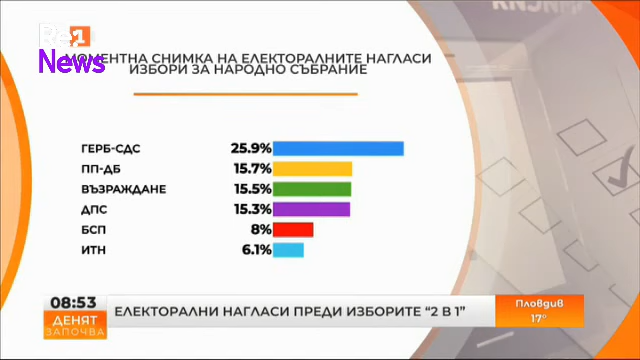 Re1
News
МОМЕНТНА СНИМКА НА ЕЛЕКТОРАЛНИТЕ НАГЛАСИ
ИЗБОРИ ЗА НАРОДНО СЪБРАНИЕ
ГЕРБ-СДС 25.9%
ПП-ДБ 15.7%
ВЪЗРАЖДАНЕ 15.5%
ДПС 15.3%
БСП 8%
ИТН 6.1%
08:53
ДЕНЯТ
ЗАПОЧВА
ЕЛЕКТОРАЛНИ НАГЛАСИ ПРЕДИ ИЗБОРИТЕ “2 В 1”
Пловдив
17°